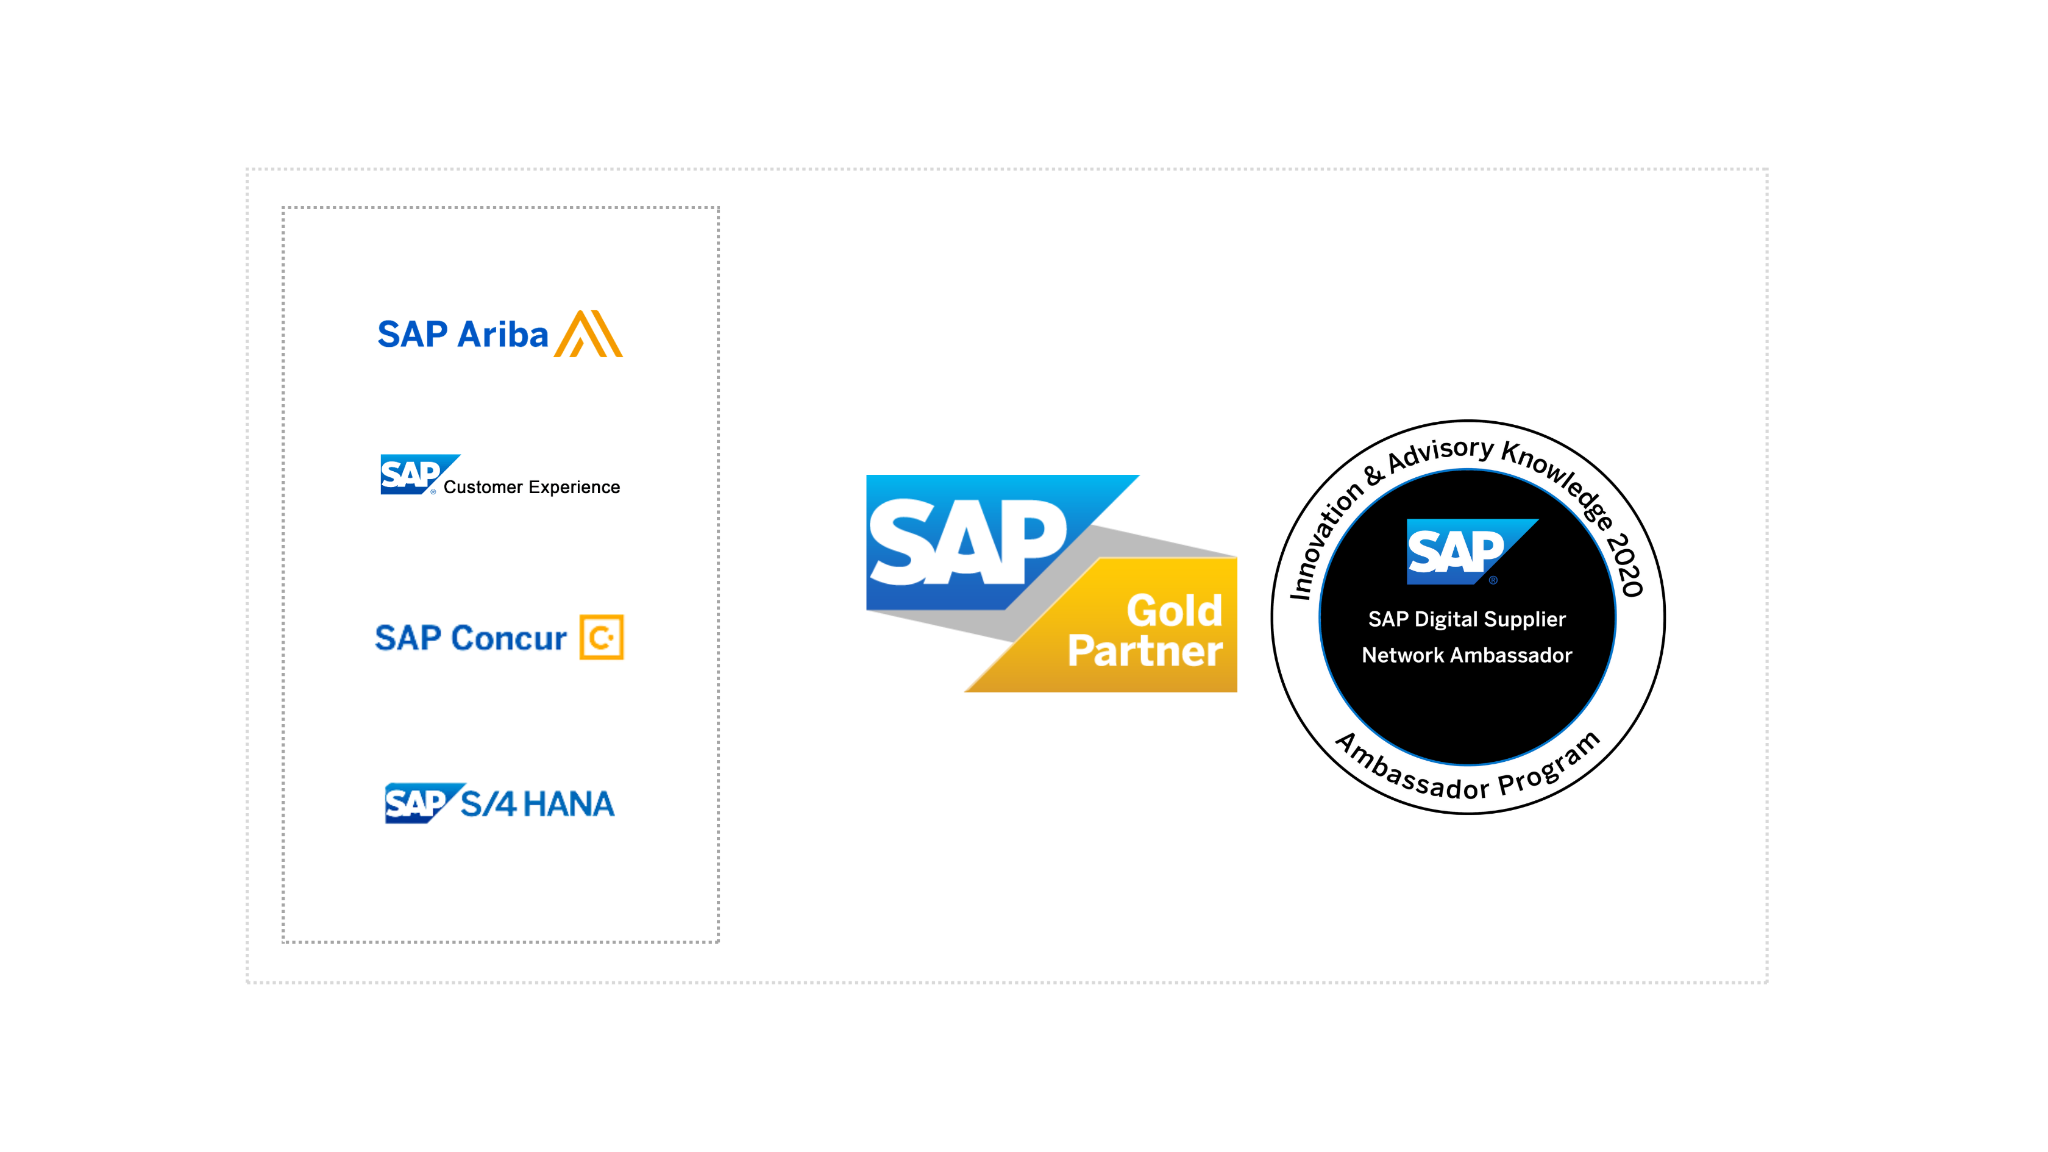 SAP Ariba
SAP® Customer Experience
SAP Concur C
SAP S/4 HANA
SAP
Gold
Partner
Innovation & Advisory Knowledge 2020
SAP®
SAP Digital Supplier
Network Ambassador
Ambassador Program